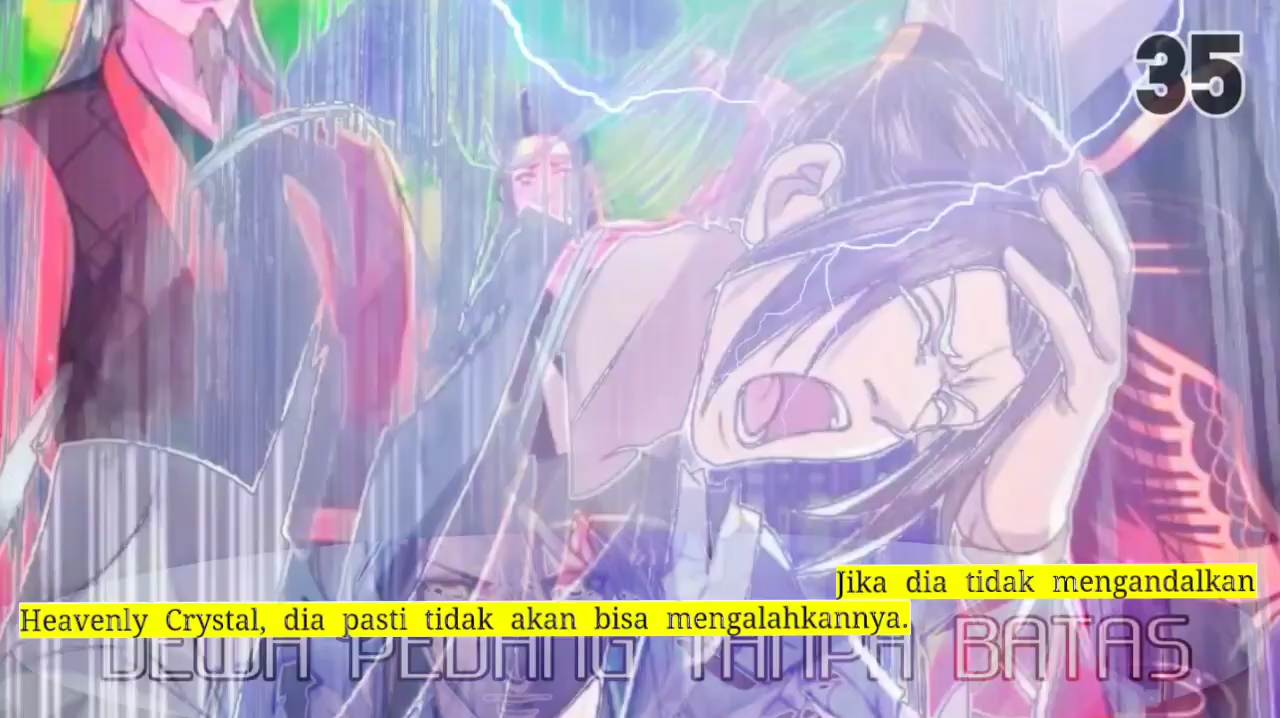 35
Jika dia tidak mengandalkan
Heavenly Crystal, dia pasti tidak akan bisa mengalahkannya.
DEWA PEDANG TANPA BATAS